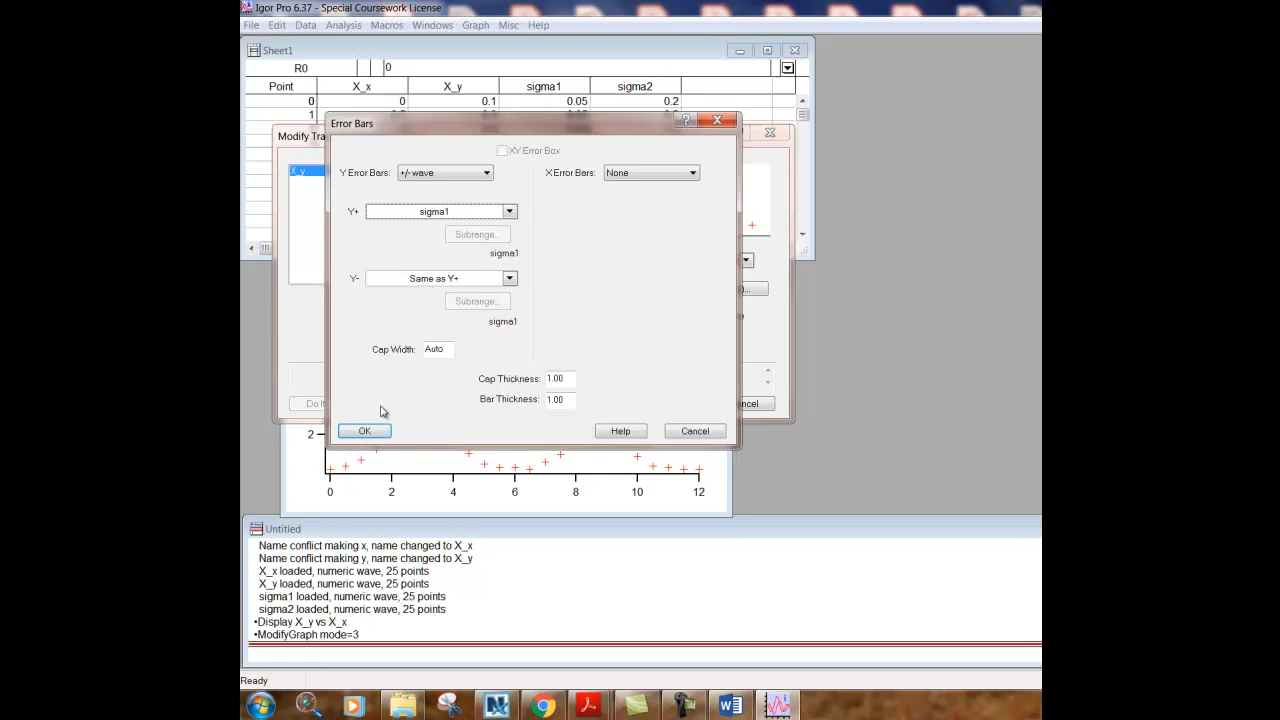 Igor Pro 6.37 - Special Coursework License
File Edit Data Analysis Macros Windows Graph Misc Help
Sheet1
R0 0
Point X_x X_y sigma1 sigma2
0 0 0.1 0.05 0.2
1
Error Bars ?
Modify Tra
XY Error Box
X_y
Y Error Bars: +/- wave X Error Bars: None
Y+ sigma1
Subrange...
sigma1
Y- Same as Y+
Subrange...
sigma1
Cap Width: Auto
Cap Thickness: 1.00
Bar Thickness: 1.00
Do It ncel
OK Help Cancel
2
0 2 4 6 8 10 12
Untitled
Name conflict making x, name changed to X_x
Name conflict making y, name changed to X_y
X_x loaded, numeric wave, 25 points
X_y loaded, numeric wave, 25 points
sigma1 loaded, numeric wave, 25 points
sigma2 loaded, numeric wave, 25 points
•Display X_y vs X_x
•ModifyGraph mode=3
Ready